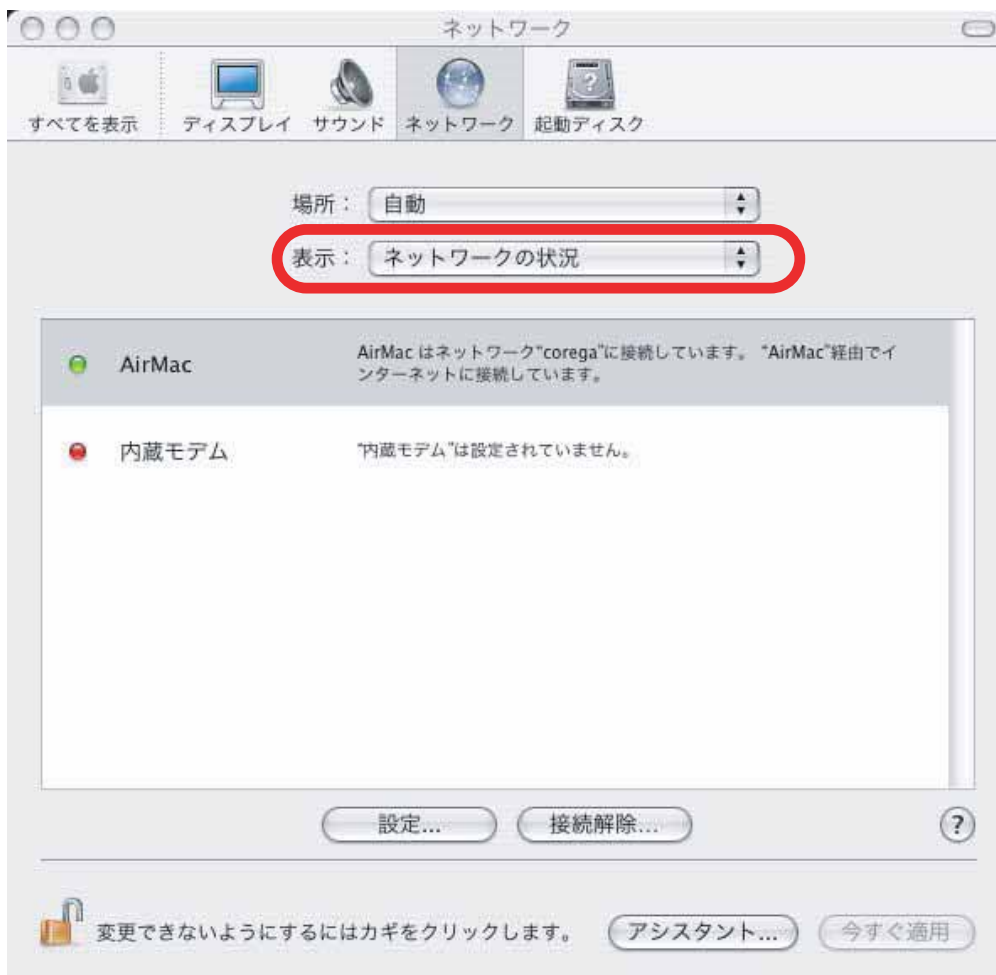 ネットワーク
すべてを表示 ディスプレイ サウンド ネットワーク 起動ディスク
場所： 自動
表示： ネットワークの状況
AirMac
AirMac はネットワーク“corega”に接続しています。 “AirMac”経由でイ
ンターネットに接続しています。
内蔵モデム
“内蔵モデム”は設定されていません。
設定... 接続解除... ?
変更できないようにするにはカギをクリックします。 アシスタント... 今すぐ適用